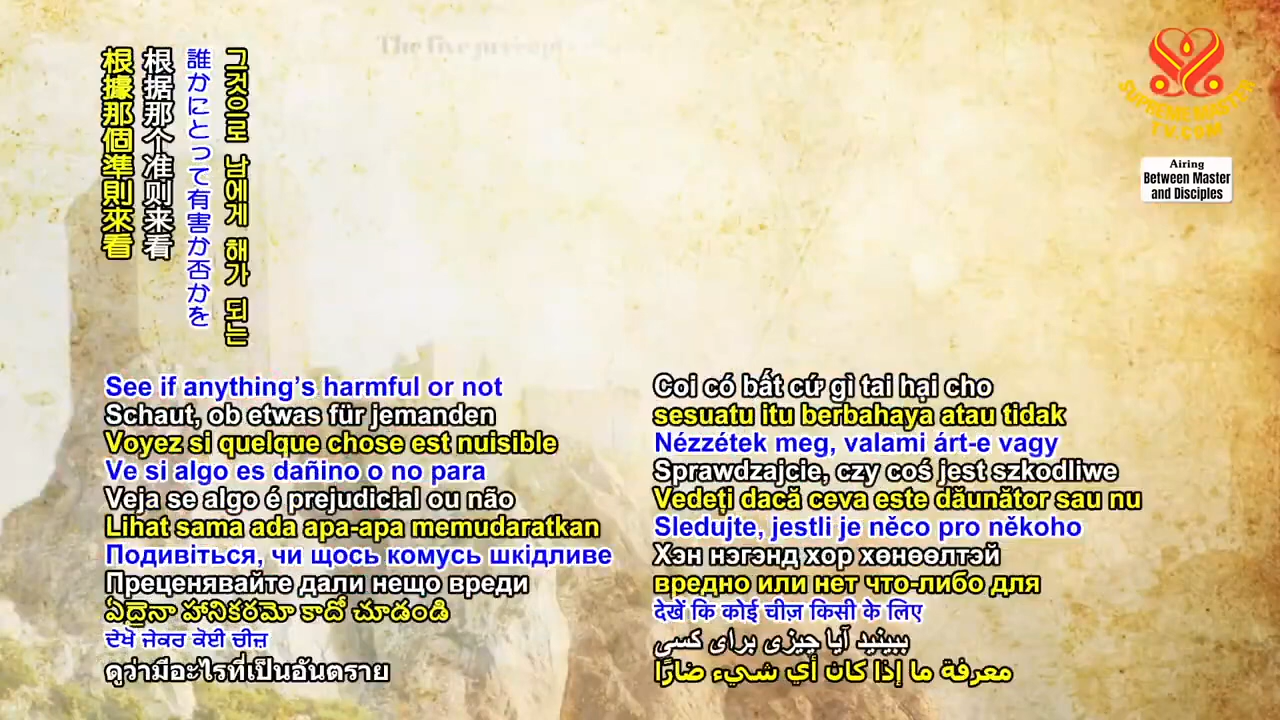 The five precept
SUPREME MASTER
TV.COM
Airing
Between Master
and Disciples
根據那個準則來看
根据那个准则来看
誰かにとって有害か否かを
그것으로 남에게 해가 되는
See if anything’s harmful or not
Schaut, ob etwas für jemanden
Voyez si quelque chose est nuisible
Ve si algo es dañino o no para
Veja se algo é prejudicial ou não
Lihat sama ada apa-apa memudaratkan
Подивіться, чи щось комусь шкідливе
Преценявайте дали нещо вреди
ఏదైనా హానికరమో కాదో చూడండి
ਦੇਖੋ ਜੇਕਰ ਕੋਈ ਚੀਜ਼
ดูว่ามีอะไรที่เป็นอันตราย
Coi có bất cứ gì tai hại cho
sesuatu itu berbahaya atau tidak
Nézzétek meg, valami árt-e vagy
Sprawdzajcie, czy coś jest szkodliwe
Vedeți dacă ceva este dăunător sau nu
Sledujte, jestli je něco pro někoho
Хэн нэгэнд хор хөнөөлтэй
вредно или нет что-либо для
देखें कि कोई चीज़ किसी के लिए
ببینید آیا چیزی برای کسی
معرفة ما إذا كان أي شيء ضارًا